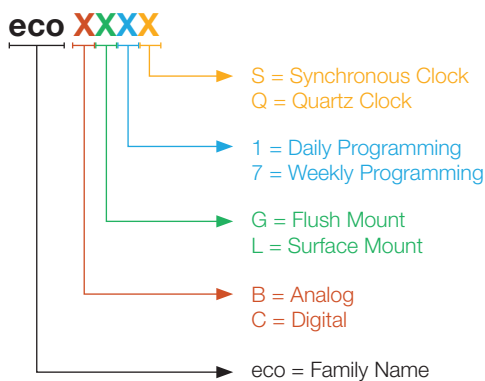 eco XXXX
S = Synchronous Clock
Q = Quartz Clock
1 = Daily Programming
7 = Weekly Programming
G = Flush Mount
L = Surface Mount
B = Analog
C = Digital
eco = Family Name